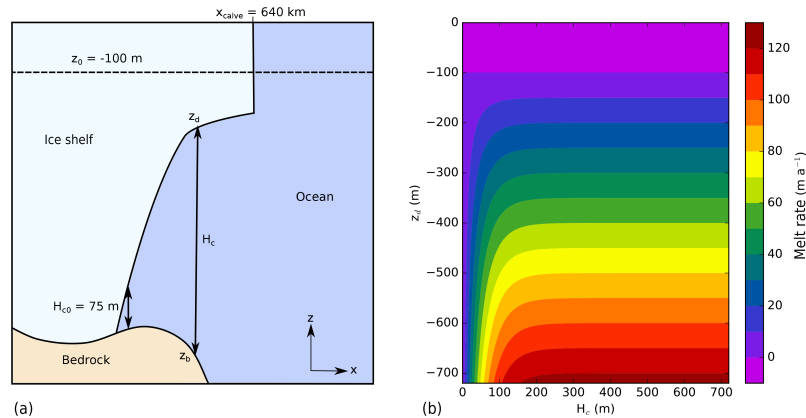 x_calve = 640 km
z_0 = -100 m
z_d
Ice shelf
Ocean
H_c
H_c0 = 75 m
z
x
z_b
Bedrock
(a)
0
−100
−200
−300
−400
−500
−600
−700
z_d (m)
0 100 200 300 400 500 600 700
H_c (m)
(b)
100
80
60
40
20
0
Melt rate (m a⁻¹)
120